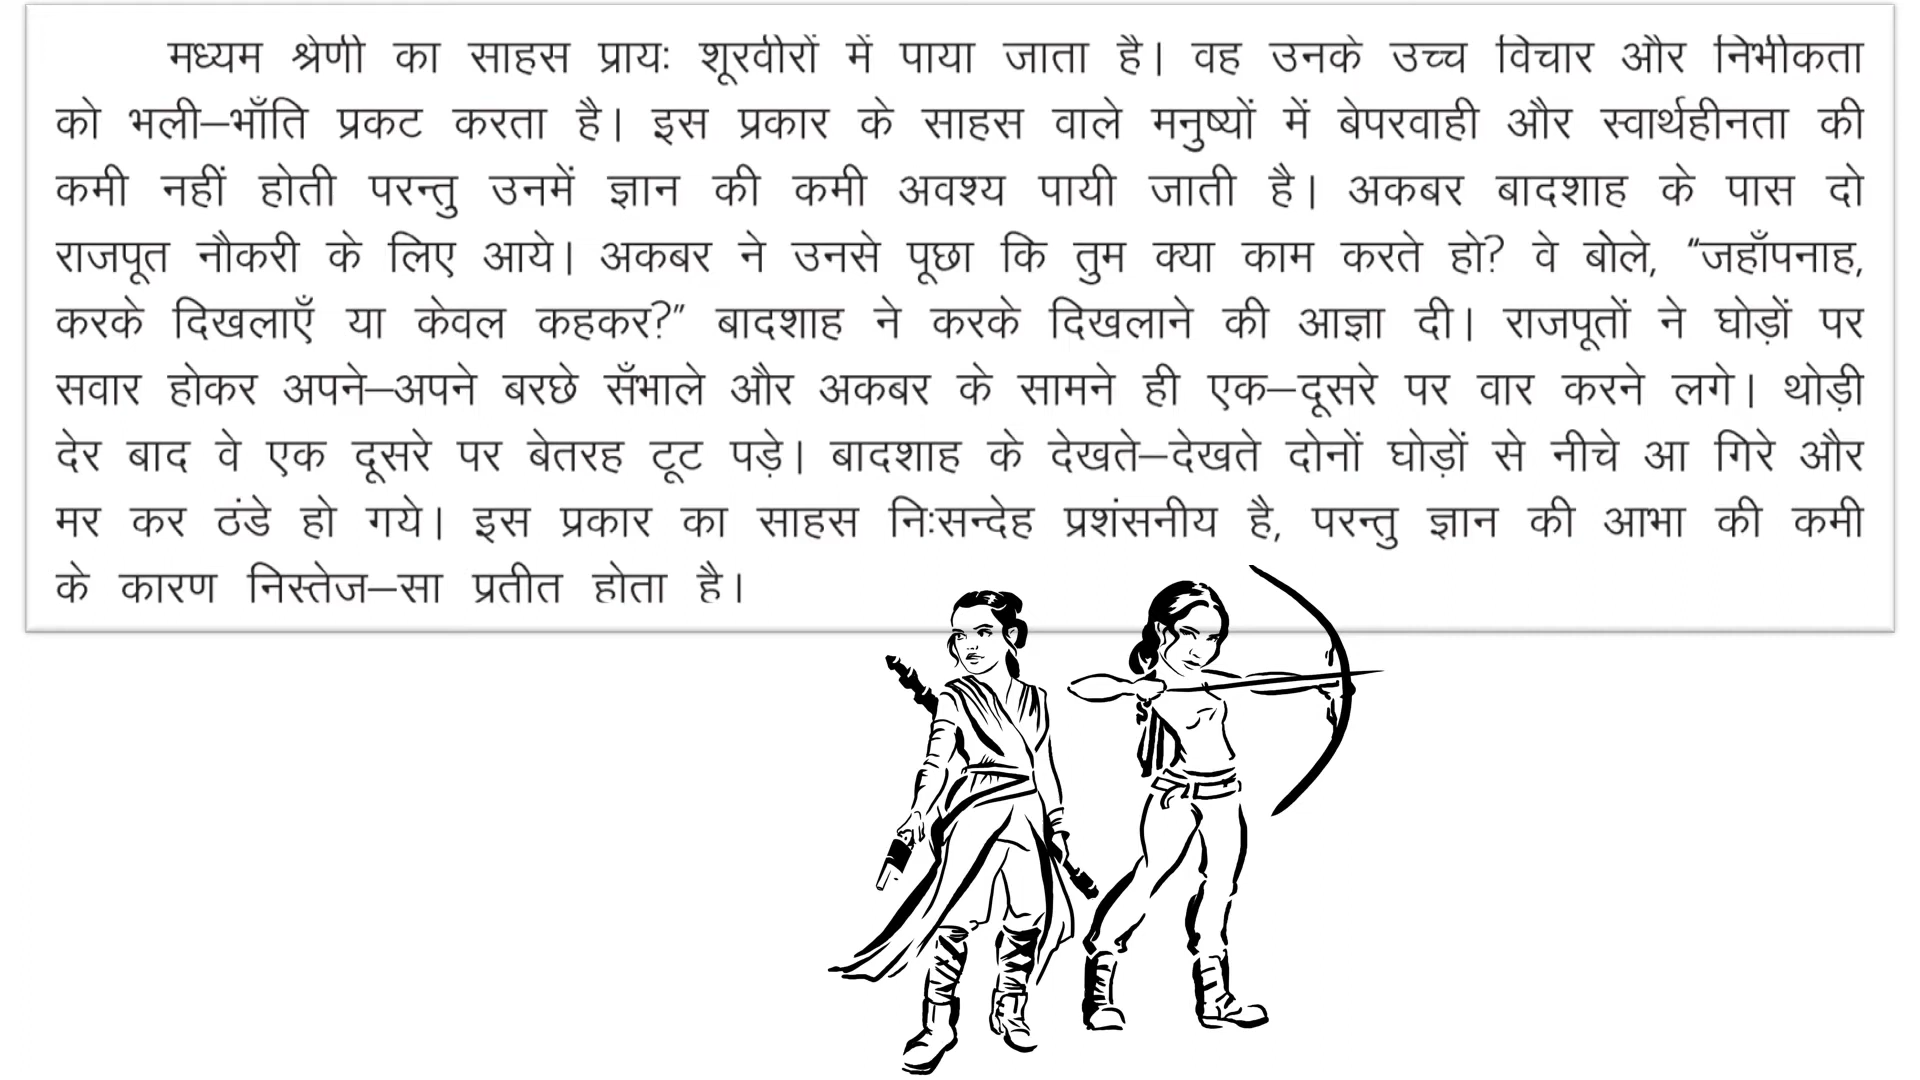 मध्यम श्रेणी का साहस प्रायः शूरवीरों में पाया जाता है। वह उनके उच्च विचार और निर्भीकता
को भली–भाँति प्रकट करता है। इस प्रकार के साहस वाले मनुष्यों में बेपरवाही और स्वार्थहीनता की
कमी नहीं होती परन्तु उनमें ज्ञान की कमी अवश्य पायी जाती है। अकबर बादशाह के पास दो
राजपूत नौकरी के लिए आये। अकबर ने उनसे पूछा कि तुम क्या काम करते हो? वे बोले, “जहाँपनाह,
करके दिखलाएँ या केवल कहकर?” बादशाह ने करके दिखलाने की आज्ञा दी। राजपूतों ने घोड़ों पर
सवार होकर अपने–अपने बरछे सँभाले और अकबर के सामने ही एक–दूसरे पर वार करने लगे। थोड़ी
देर बाद वे एक दूसरे पर बेतरह टूट पड़े। बादशाह के देखते–देखते दोनों घोड़ों से नीचे आ गिरे और
मर कर ठंडे हो गये। इस प्रकार का साहस निःसन्देह प्रशंसनीय है, परन्तु ज्ञान की आभा की कमी
के कारण निस्तेज–सा प्रतीत होता है।